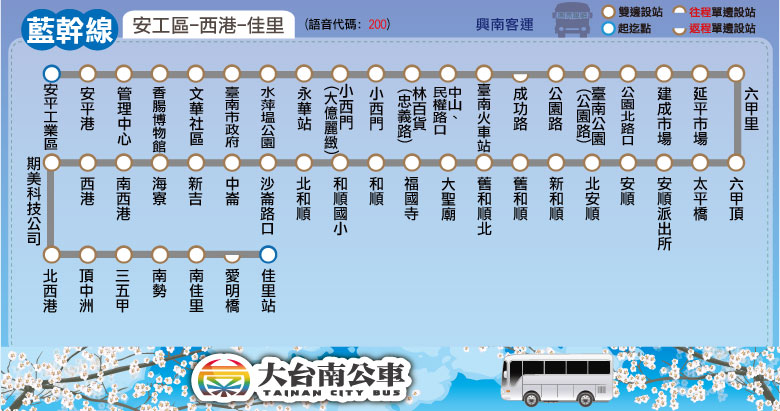 藍幹線
安工區-西港-佳里
(語音代碼：200)
興南客運
雙邊設站
起迄點
往程單邊設站
返程單邊設站
安平工業區
安平港
管理中心
香腸博物館
文華社區
臺南市政府
水萍塭公園
永華站
小西門(大億麗緻)
小西門
林百貨(忠義路)
中山、民權路口
臺南火車站
成功路
公園路
臺南公園(公園路)
公園北路口
建成市場
延平市場
六甲里
六甲頂
太平橋
安順派出所
安順
北安順
新和順
舊和順
舊和順北
大聖廟
福國寺
和順
和順國小
北和順
沙崙路口
中崙
新吉
海寮
南西港
西港
期美科技公司
北西港
頂中洲
三五甲
南勢
南佳里
愛明橋
佳里站
大台南公車
TAINAN CITY BUS